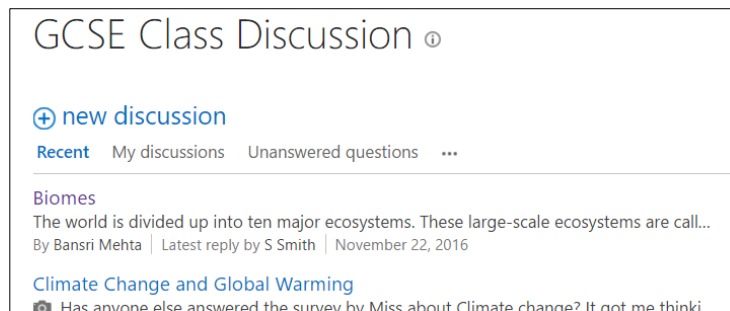 GCSE Class Discussion
new discussion
Recent My discussions Unanswered questions ...
Biomes
The world is divided up into ten major ecosystems. These large-scale ecosystems are call...
By Bansri Mehta | Latest reply by S Smith | November 22, 2016
Climate Change and Global Warming
Has anyone else answered the survey by Miss about Climate change? It got me thinki